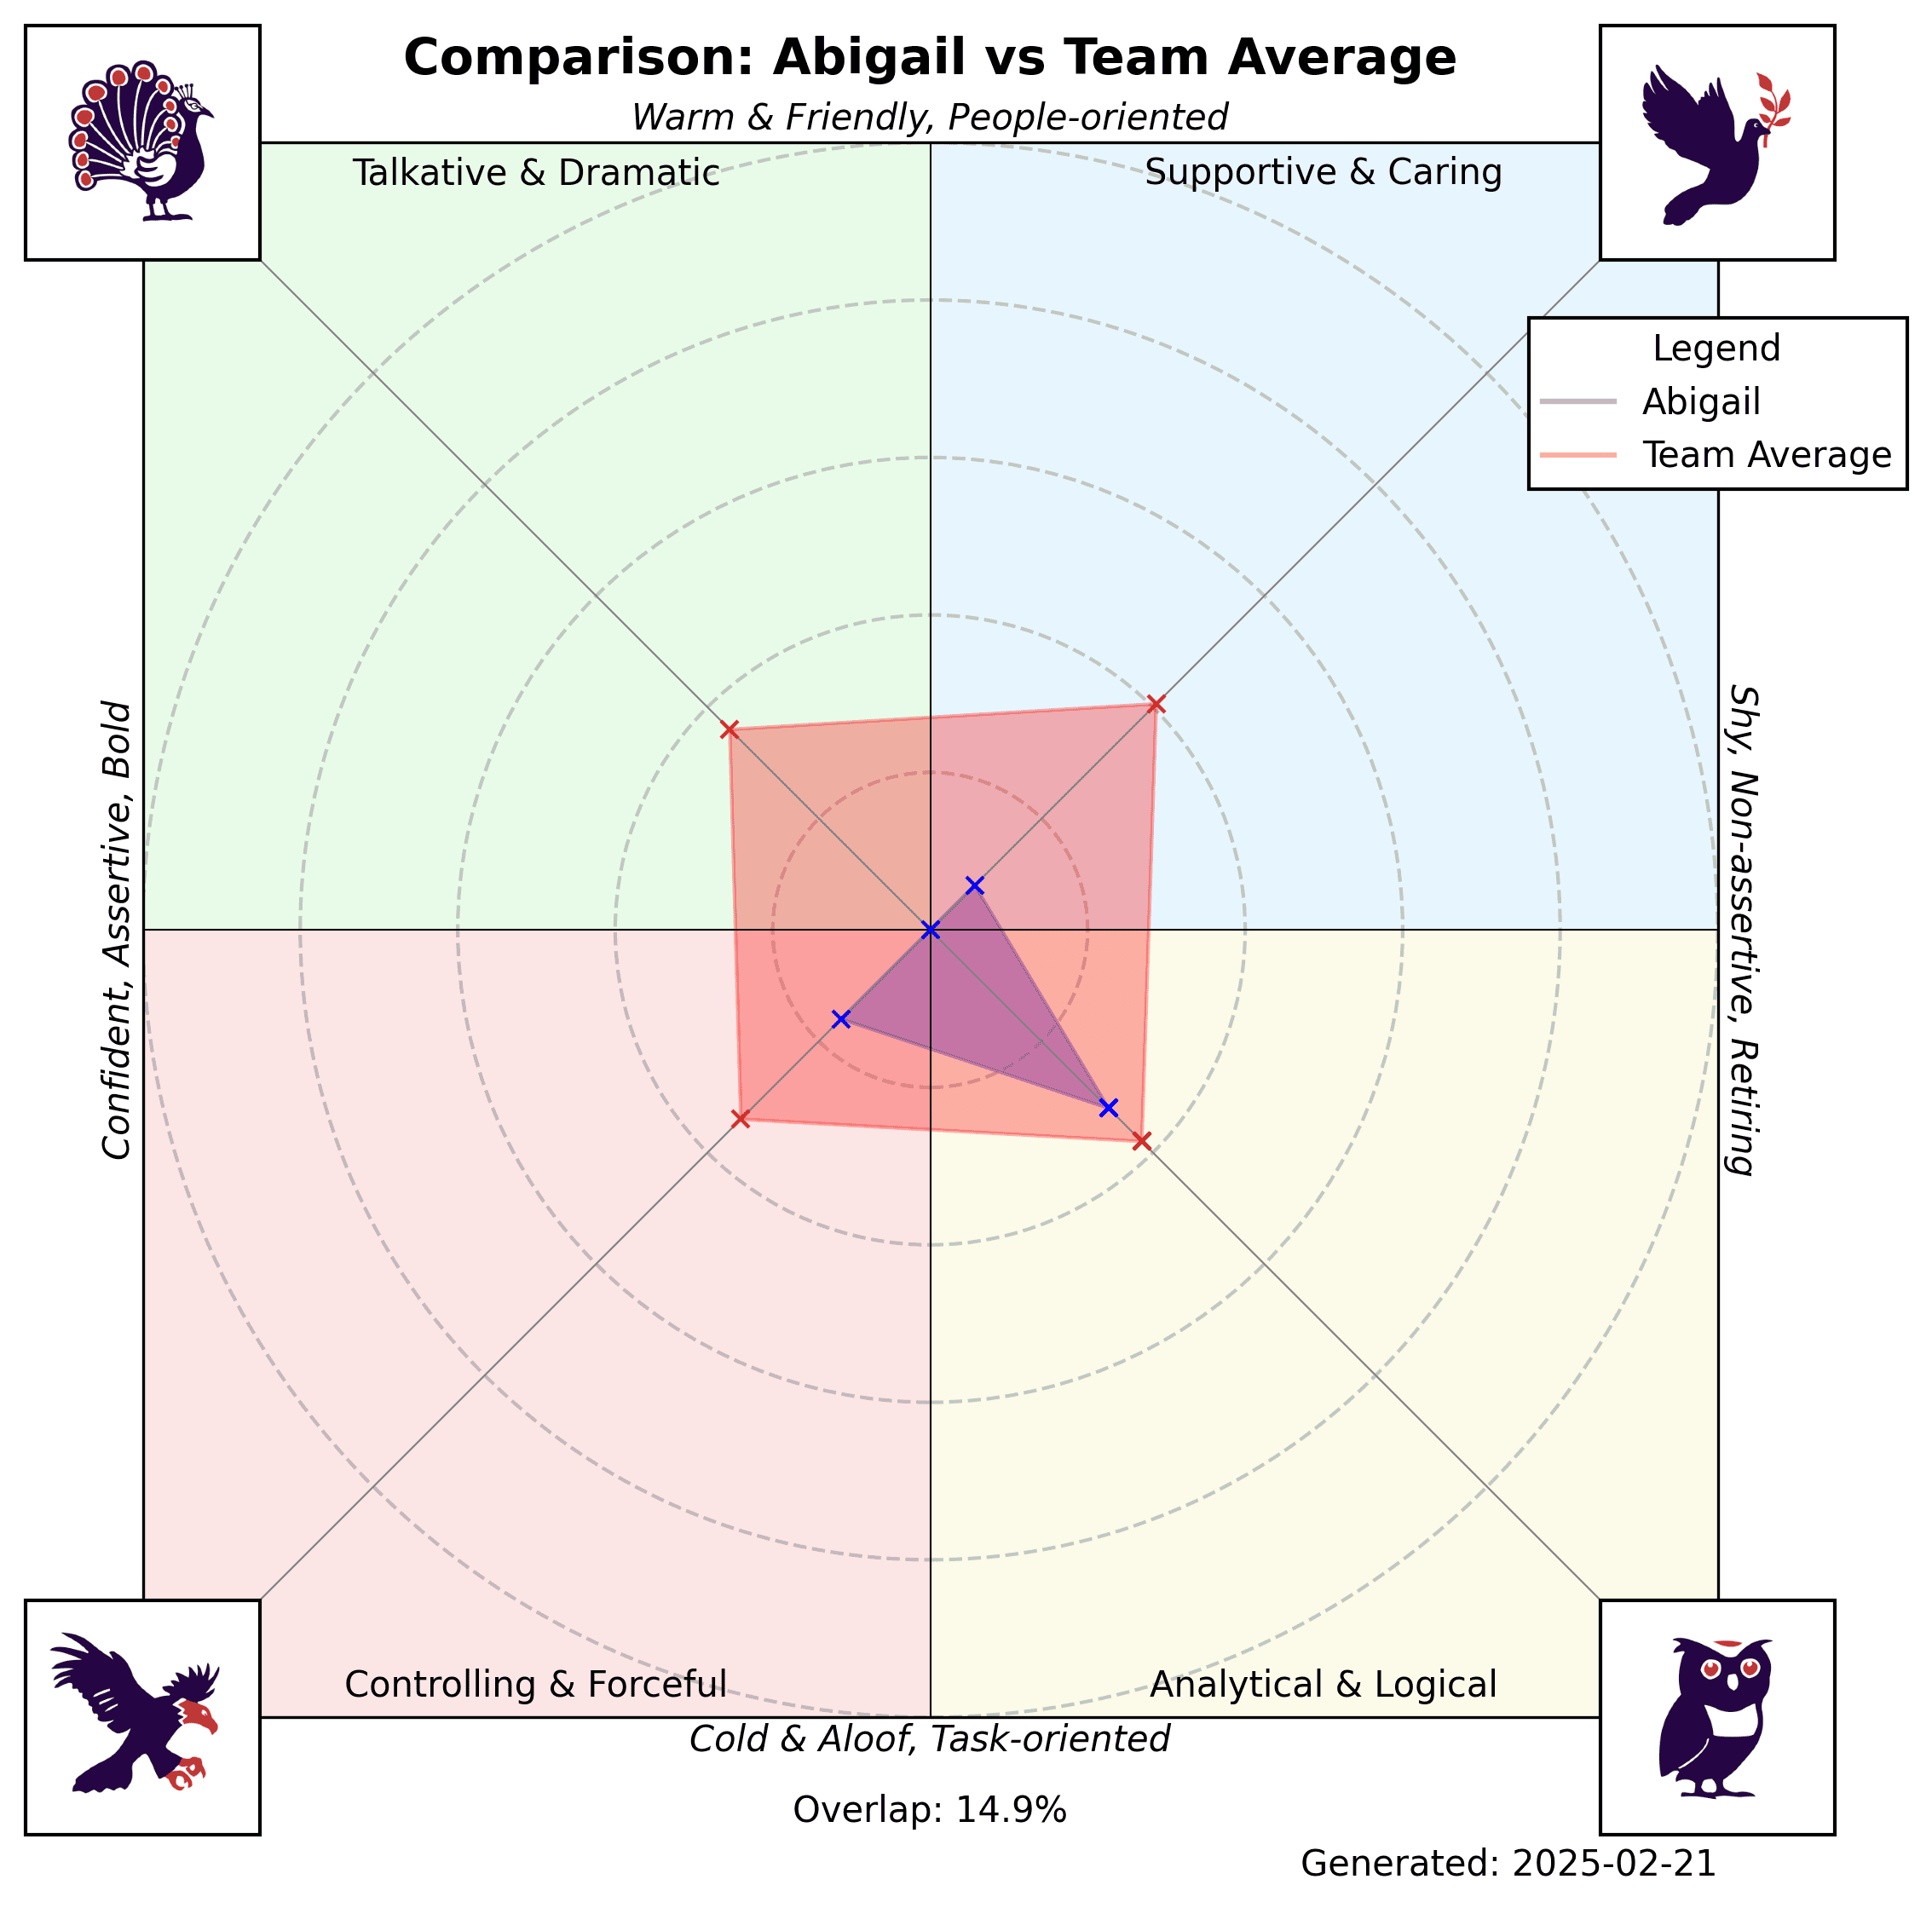 Comparison: Abigail vs Team Average
Warm & Friendly, People-oriented
Talkative & Dramatic
Supportive & Caring
Legend
Abigail
Team Average
Confident, Assertive, Bold
Shy, Non-assertive, Retiring
Controlling & Forceful
Analytical & Logical
Cold & Aloof, Task-oriented
Overlap: 14.9%
Generated: 2025-02-21